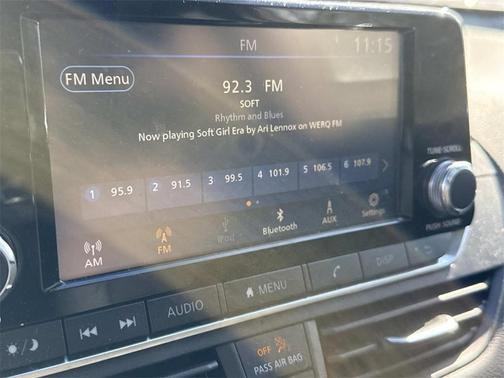 FM 11:15
FM Menu
92.3 FM
SOFT
Rhythm and Blues
Now playing Soft Girl Era by Ari Lennox on WERQ FM
1 95.9 2 91.5 3 99.5 4 101.9 5 106.5 6 107.9
AM FM iPod Bluetooth AUX Settings
TUNE·SCROLL
PUSH·SOUND
AUDIO MENU DISP
OFF
PASS AIR BAG